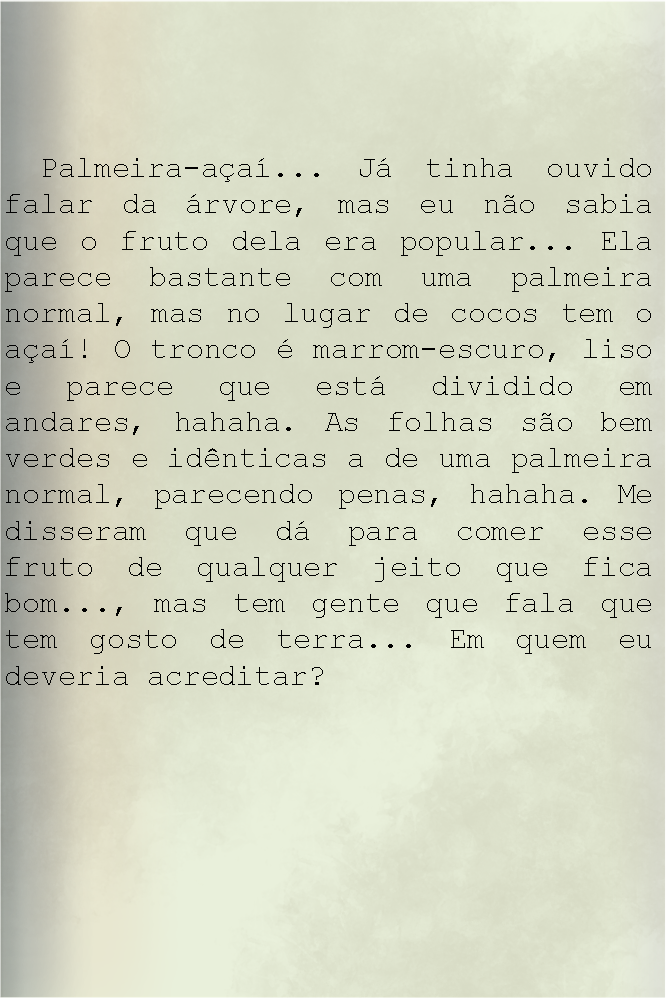 Palmeira-açaí... Já tinha ouvido
falar da árvore, mas eu não sabia
que o fruto dela era popular... Ela
parece bastante com uma palmeira
normal, mas no lugar de cocos tem o
açaí! O tronco é marrom-escuro, liso
e parece que está dividido em
andares, hahaha. As folhas são bem
verdes e idênticas a de uma palmeira
normal, parecendo penas, hahaha. Me
disseram que dá para comer esse
fruto de qualquer jeito que fica
bom..., mas tem gente que fala que
tem gosto de terra... Em quem eu
deveria acreditar?